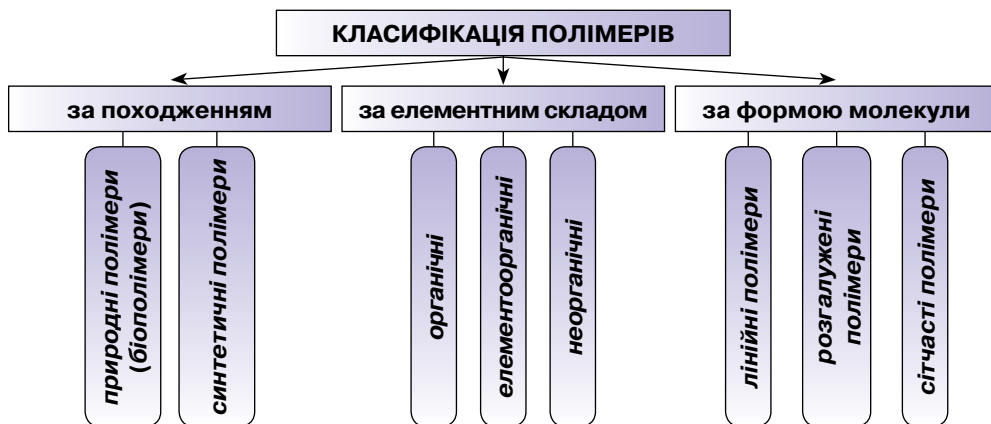 КЛАСИФІКАЦІЯ ПОЛІМЕРІВ
за походженням
за елементним складом
за формою молекули
природні полімери
(біополімери)
синтетичні полімери
органічні
елементоорганічні
неорганічні
лінійні полімери
розгалужені
полімери
сітчасті полімери